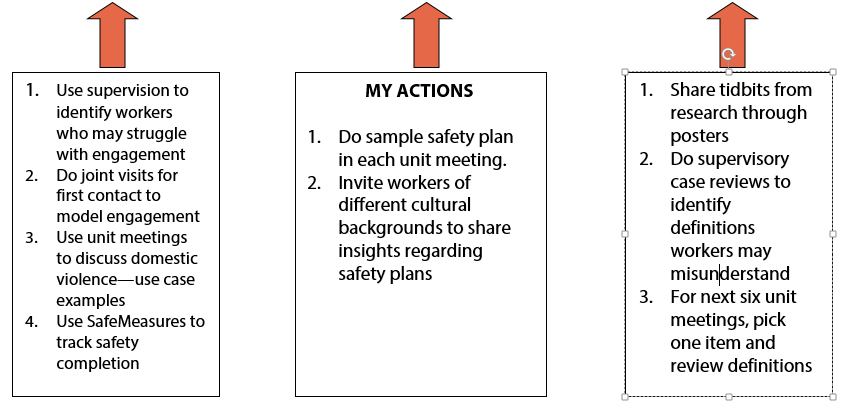 1. Use supervision to
identify workers
who may struggle
with engagement
2. Do joint visits for
first contact to
model engagement
3. Use unit meetings
to discuss domestic
violence—use case
examples
4. Use SafeMeasures to
track safety
completion
MY ACTIONS
1. Do sample safety plan
in each unit meeting.
2. Invite workers of
different cultural
backgrounds to share
insights regarding
safety plans
1. Share tidbits from
research through
posters
2. Do supervisory
case reviews to
identify
definitions
workers may
misunderstand
3. For next six unit
meetings, pick
one item and
review definitions